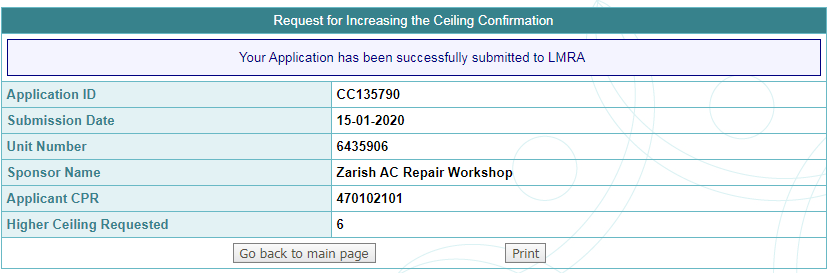 Request for Increasing the Ceiling Confirmation
Your Application has been successfully submitted to LMRA
Application ID CC135790
Submission Date 15-01-2020
Unit Number 6435906
Sponsor Name Zarish AC Repair Workshop
Applicant CPR 470102101
Higher Ceiling Requested 6
Go back to main page Print